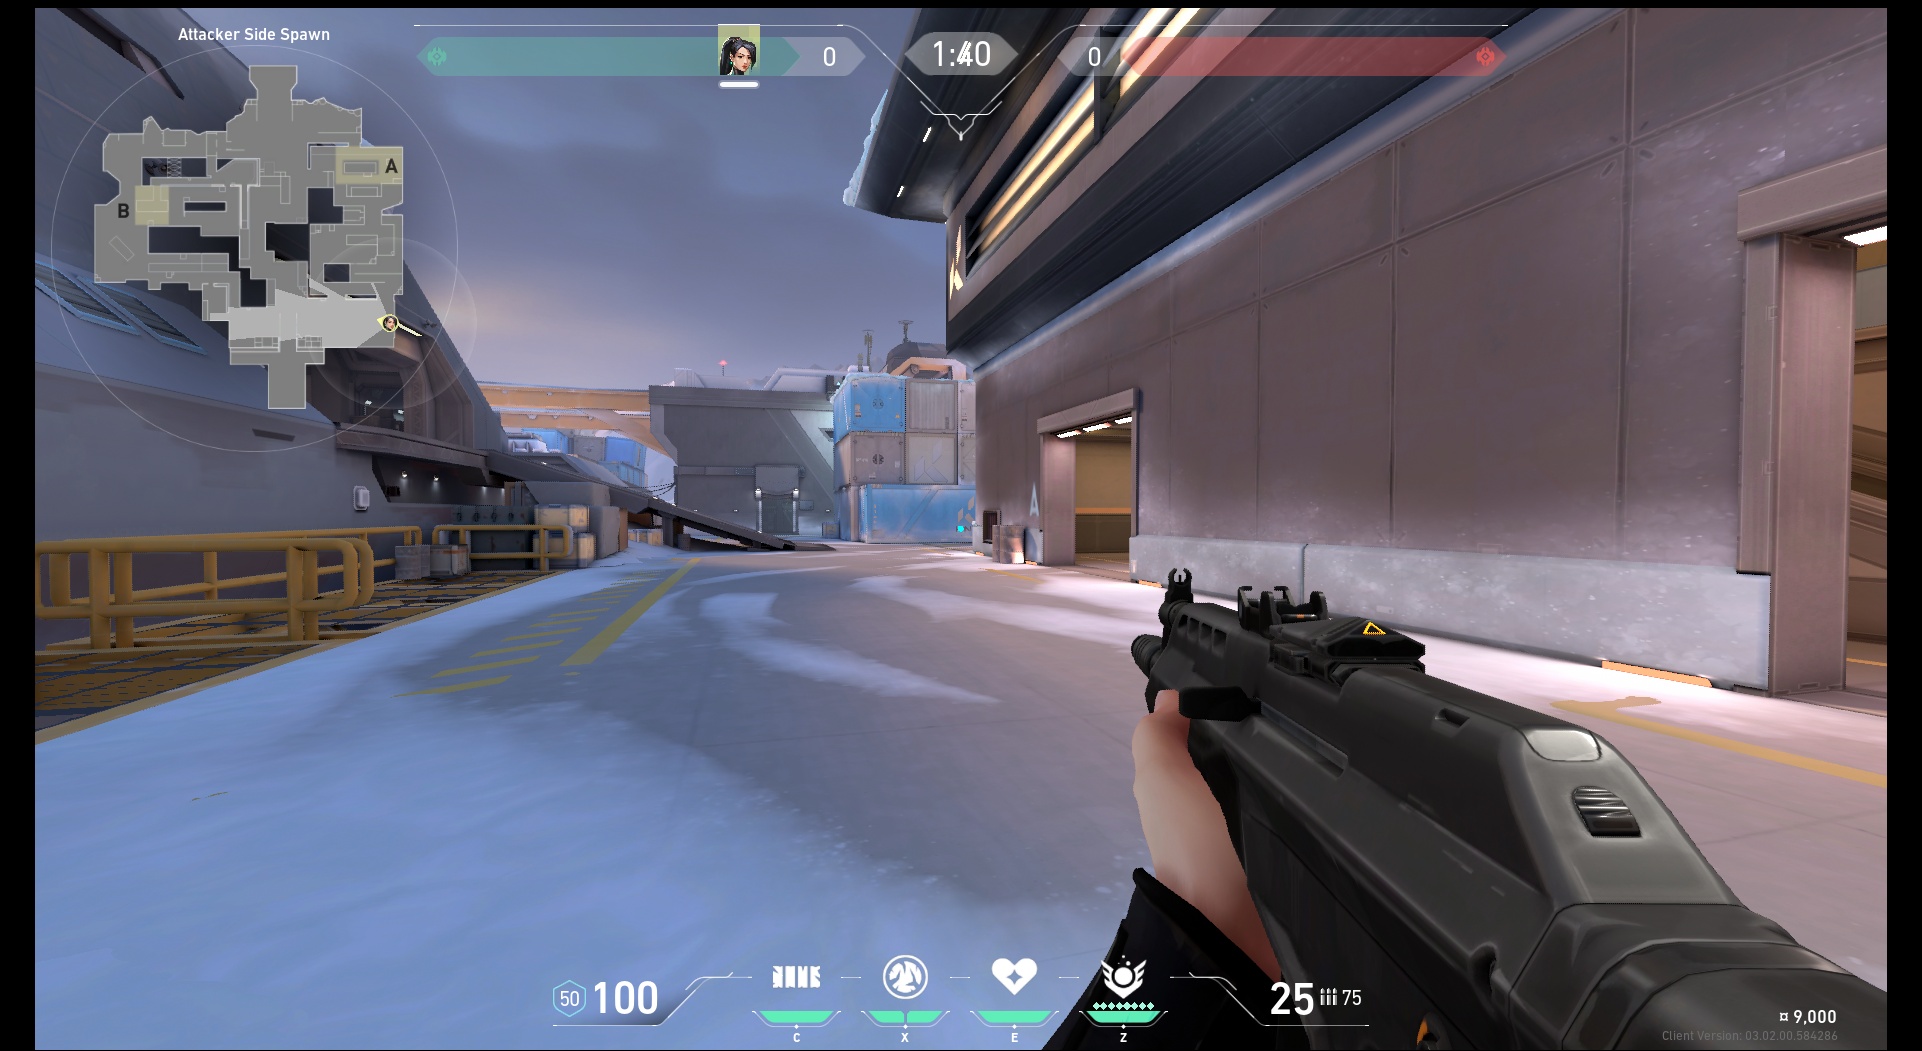 Attacker Side Spawn
0
1:40
0
A
B
A
50
100
C
X
E
Z
25
75
¤ 9,000
Client Version: 03.02.00.584286